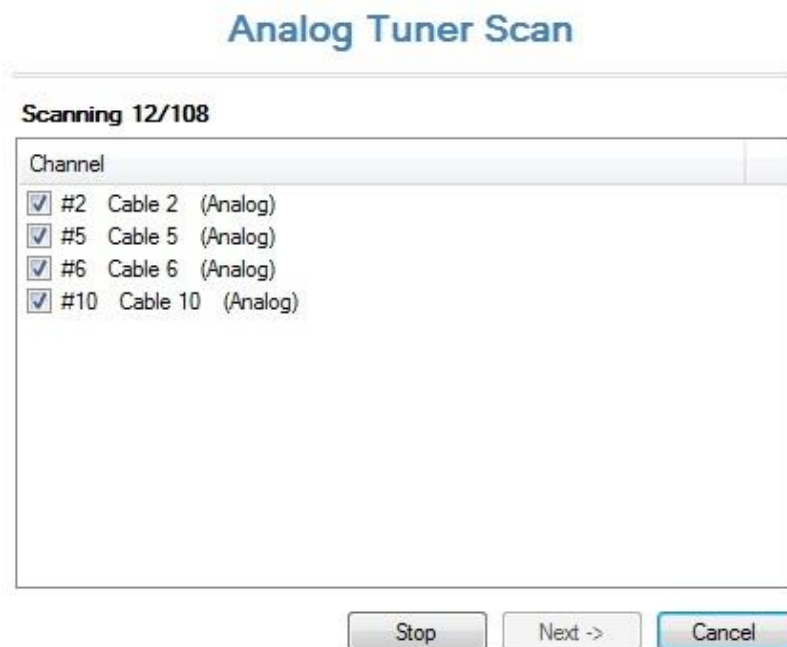 Analog Tuner Scan
Scanning 12/108
Channel
#2 Cable 2 (Analog)
#5 Cable 5 (Analog)
#6 Cable 6 (Analog)
#10 Cable 10 (Analog)
Stop Next -> Cancel